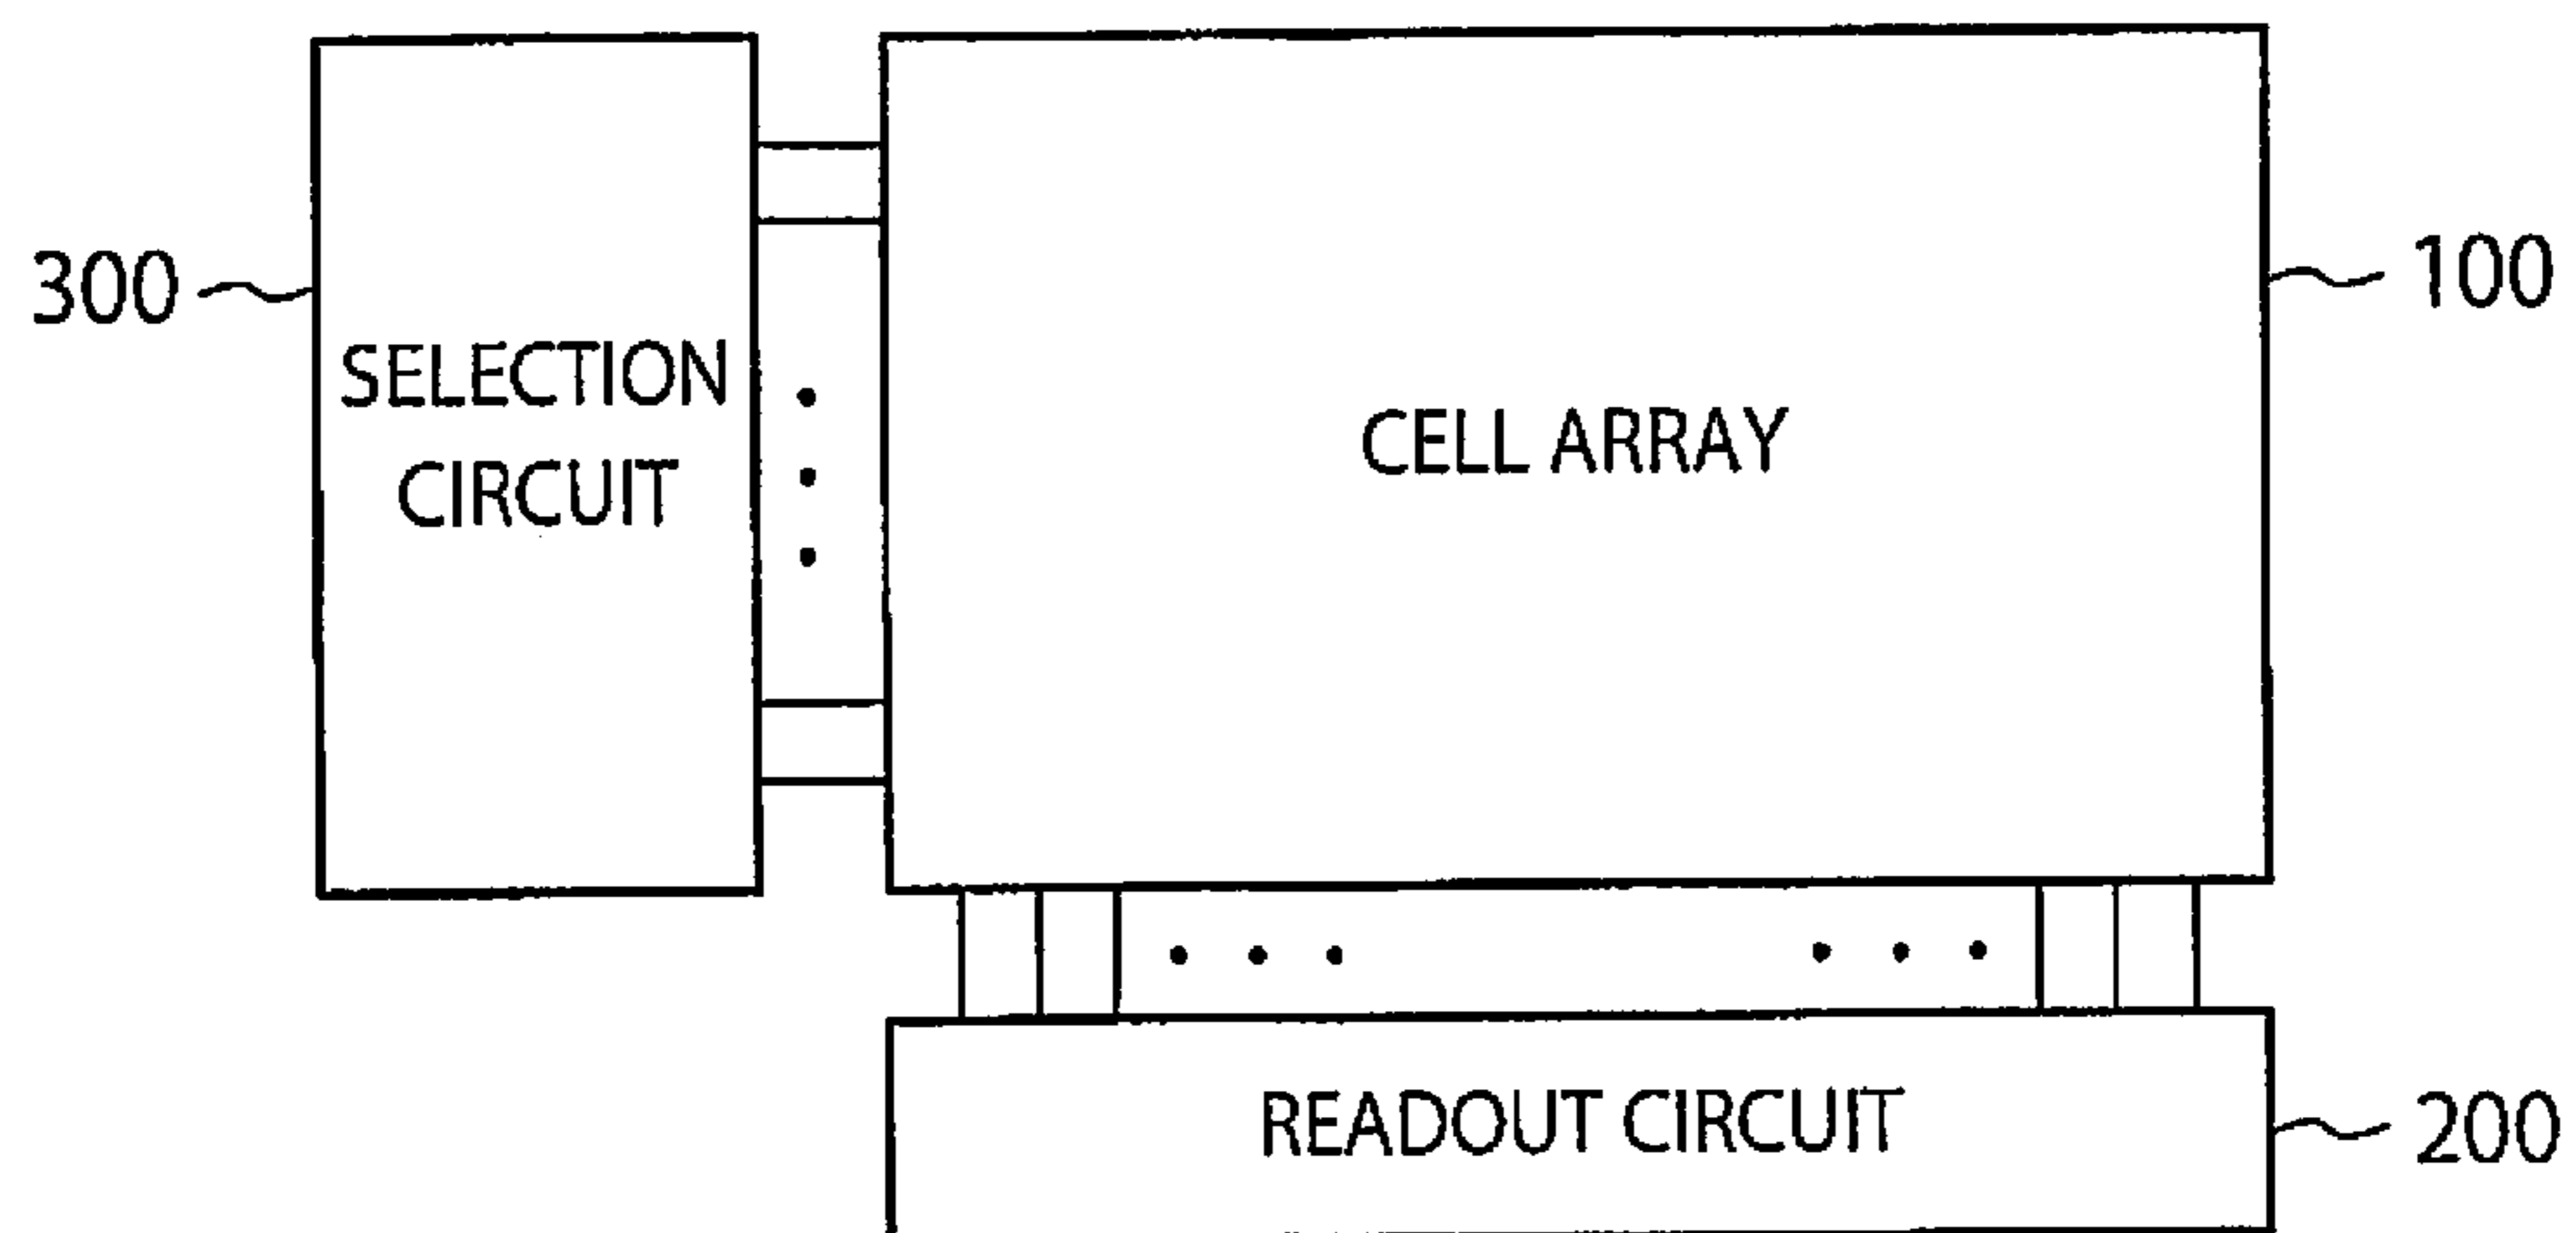 300
SELECTION
CIRCUIT
CELL ARRAY
100
READOUT CIRCUIT
200